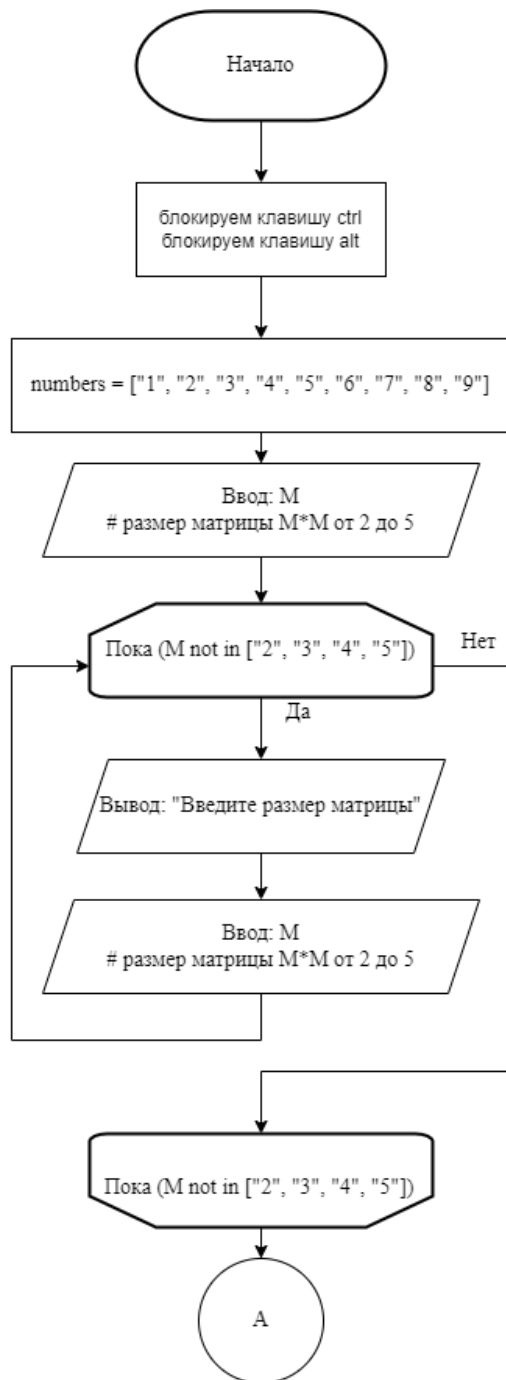 Начало
блокируем клавишу ctrl
блокируем клавишу alt
numbers = ["1", "2", "3", "4", "5", "6", "7", "8", "9"]
Ввод: M
# размер матрицы M*M от 2 до 5
Пока (M not in ["2", "3", "4", "5"])
Нет
Да
Вывод: "Введите размер матрицы"
Ввод: M
# размер матрицы M*M от 2 до 5
Пока (M not in ["2", "3", "4", "5"])
A